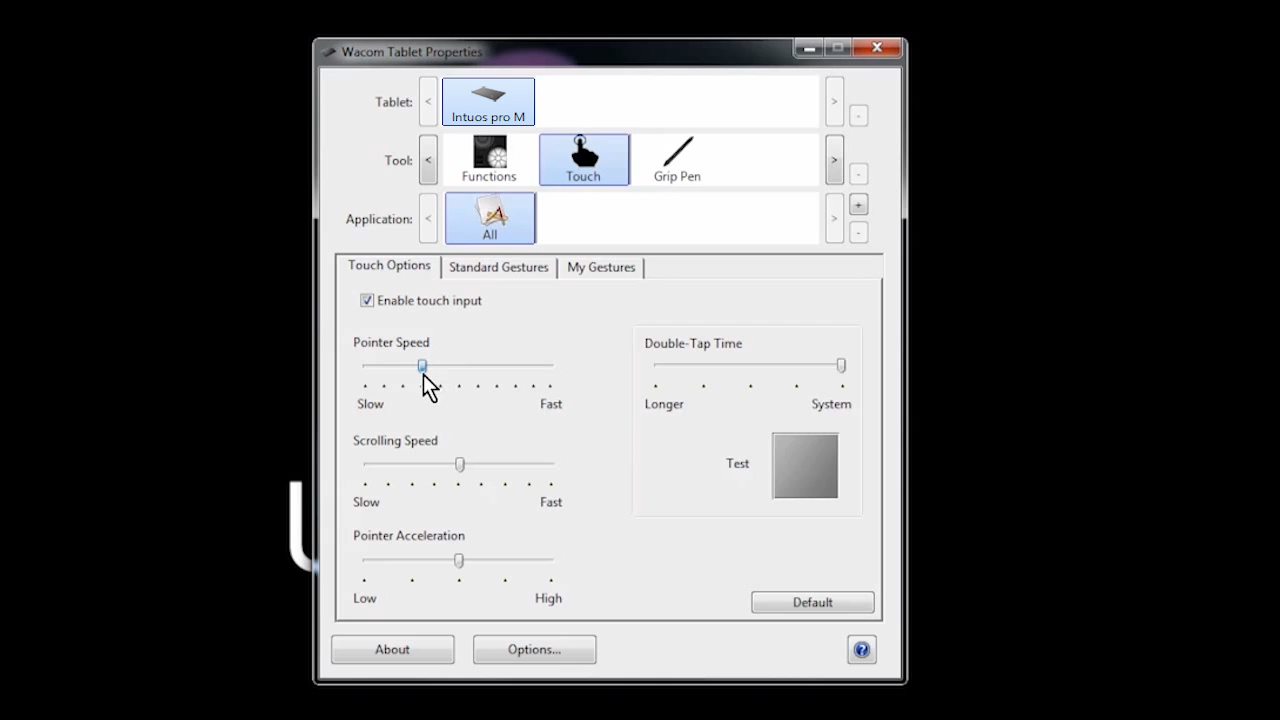 Wacom Tablet Properties
Tablet:
<
Intuos pro M
>
-
Tool:
<
Functions
Touch
Grip Pen
>
-
Application:
<
All
>
+
-
Touch Options
Standard Gestures
My Gestures
Enable touch input
Pointer Speed
Slow
Fast
Double-Tap Time
Longer
System
Scrolling Speed
Slow
Fast
Test
Pointer Acceleration
Low
High
Default
About
Options...
?